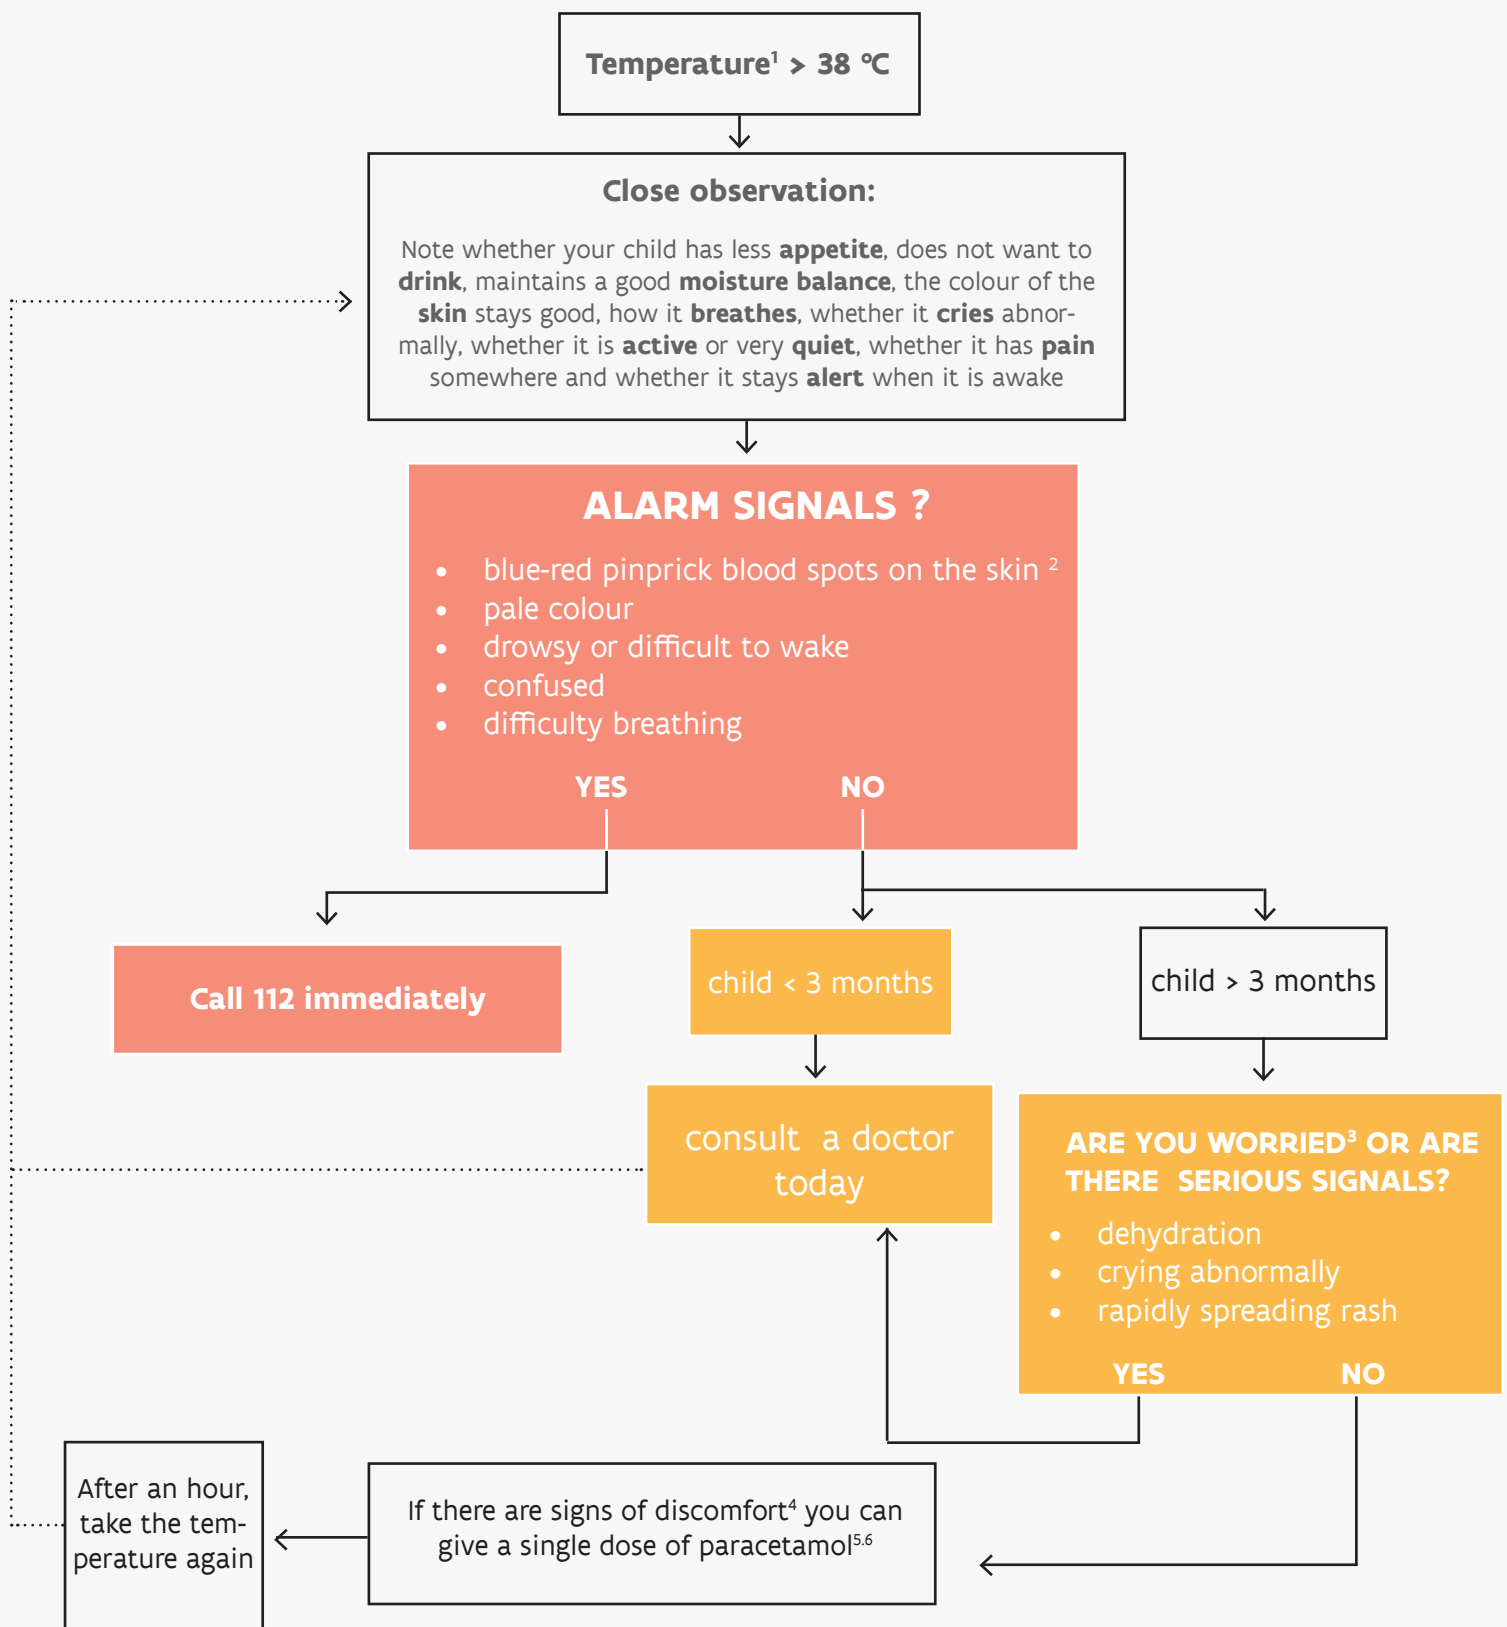 Temperature¹ > 38 °C
Close observation:
Note whether your child has less appetite, does not want to
drink, maintains a good moisture balance, the colour of the
skin stays good, how it breathes, whether it cries abnor-
mally, whether it is active or very quiet, whether it has pain
somewhere and whether it stays alert when it is awake
ALARM SIGNALS ?
• blue-red pinprick blood spots on the skin ²
• pale colour
• drowsy or difficult to wake
• confused
• difficulty breathing
YES NO
Call 112 immediately
child < 3 months
child > 3 months
consult a doctor
today
ARE YOU WORRIED³ OR ARE
THERE SERIOUS SIGNALS?
• dehydration
• crying abnormally
• rapidly spreading rash
YES NO
If there are signs of discomfort⁴ you can
give a single dose of paracetamol⁵·⁶
After an hour,
take the tem-
perature again